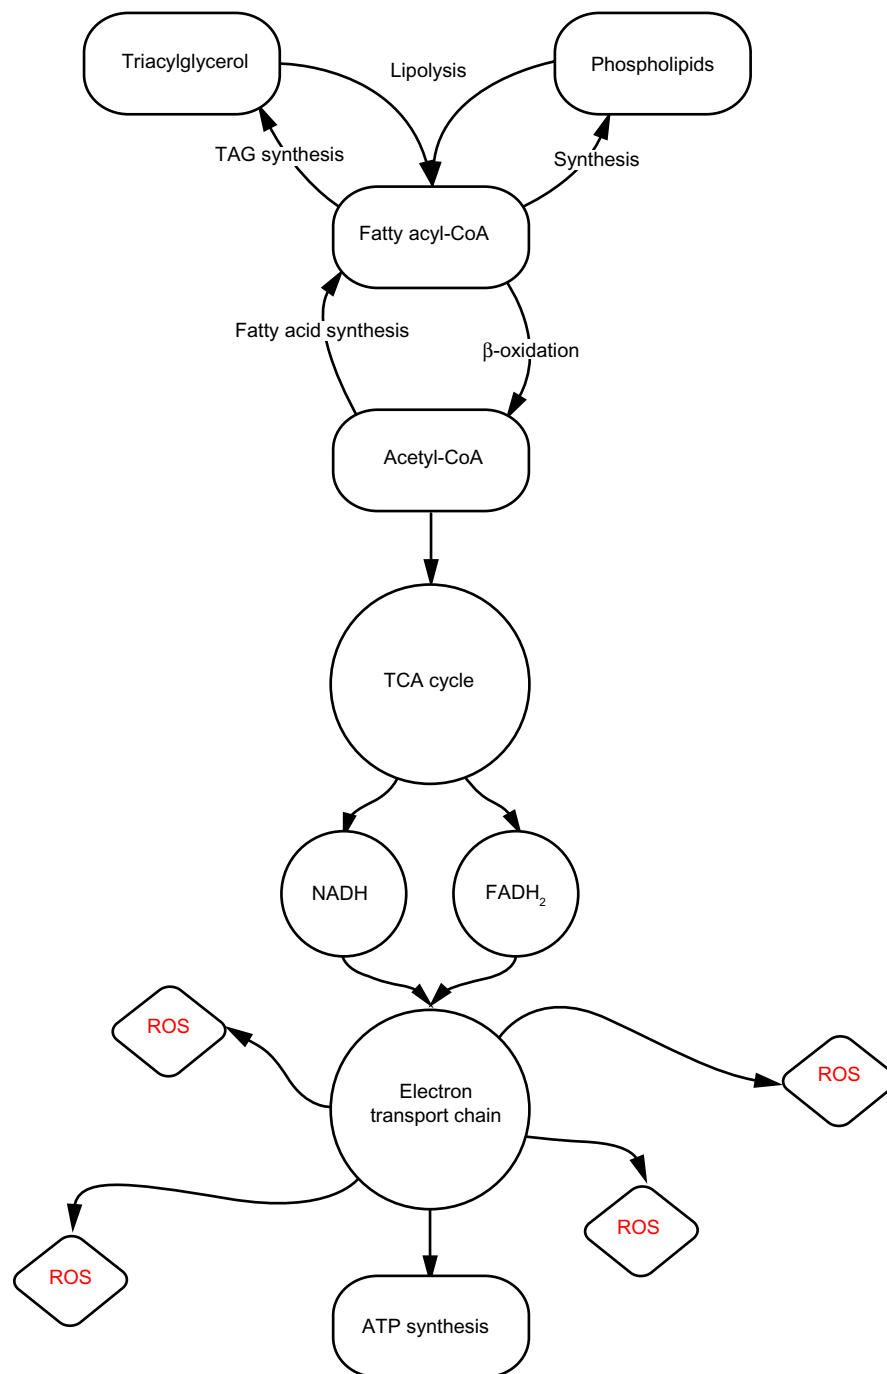 Triacylglycerol
Lipolysis
Phospholipids
TAG synthesis
Synthesis
Fatty acyl-CoA
Fatty acid synthesis
β-oxidation
Acetyl-CoA
TCA cycle
NADH
FADH₂
ROS
ROS
Electron
transport chain
ROS
ROS
ATP synthesis